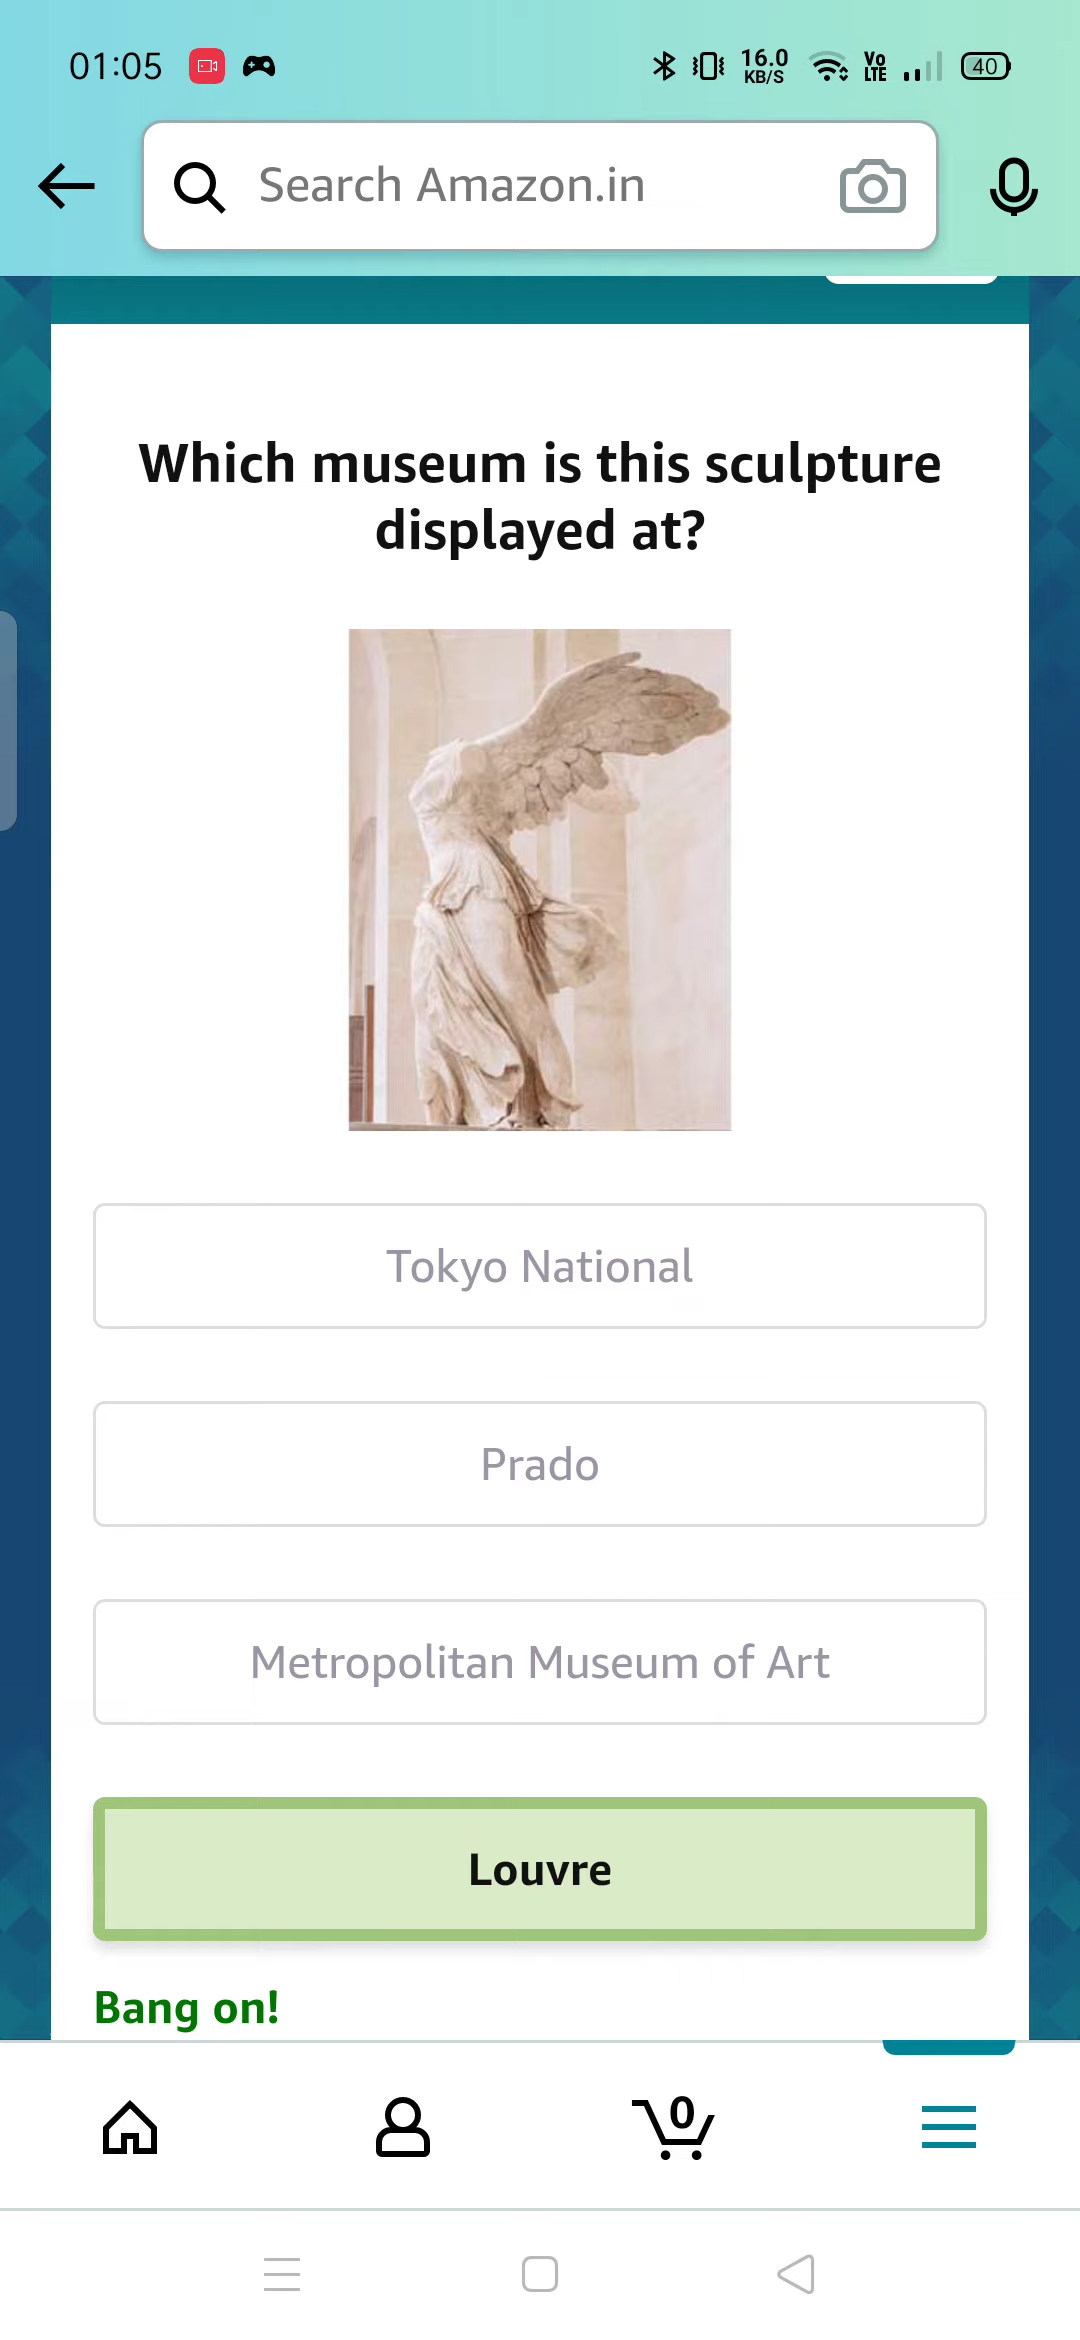 01:05
16.0
KB/S
Vo
LTE
40
Search Amazon.in
Which museum is this sculpture
displayed at?
Tokyo National
Prado
Metropolitan Museum of Art
Louvre
Bang on!
0